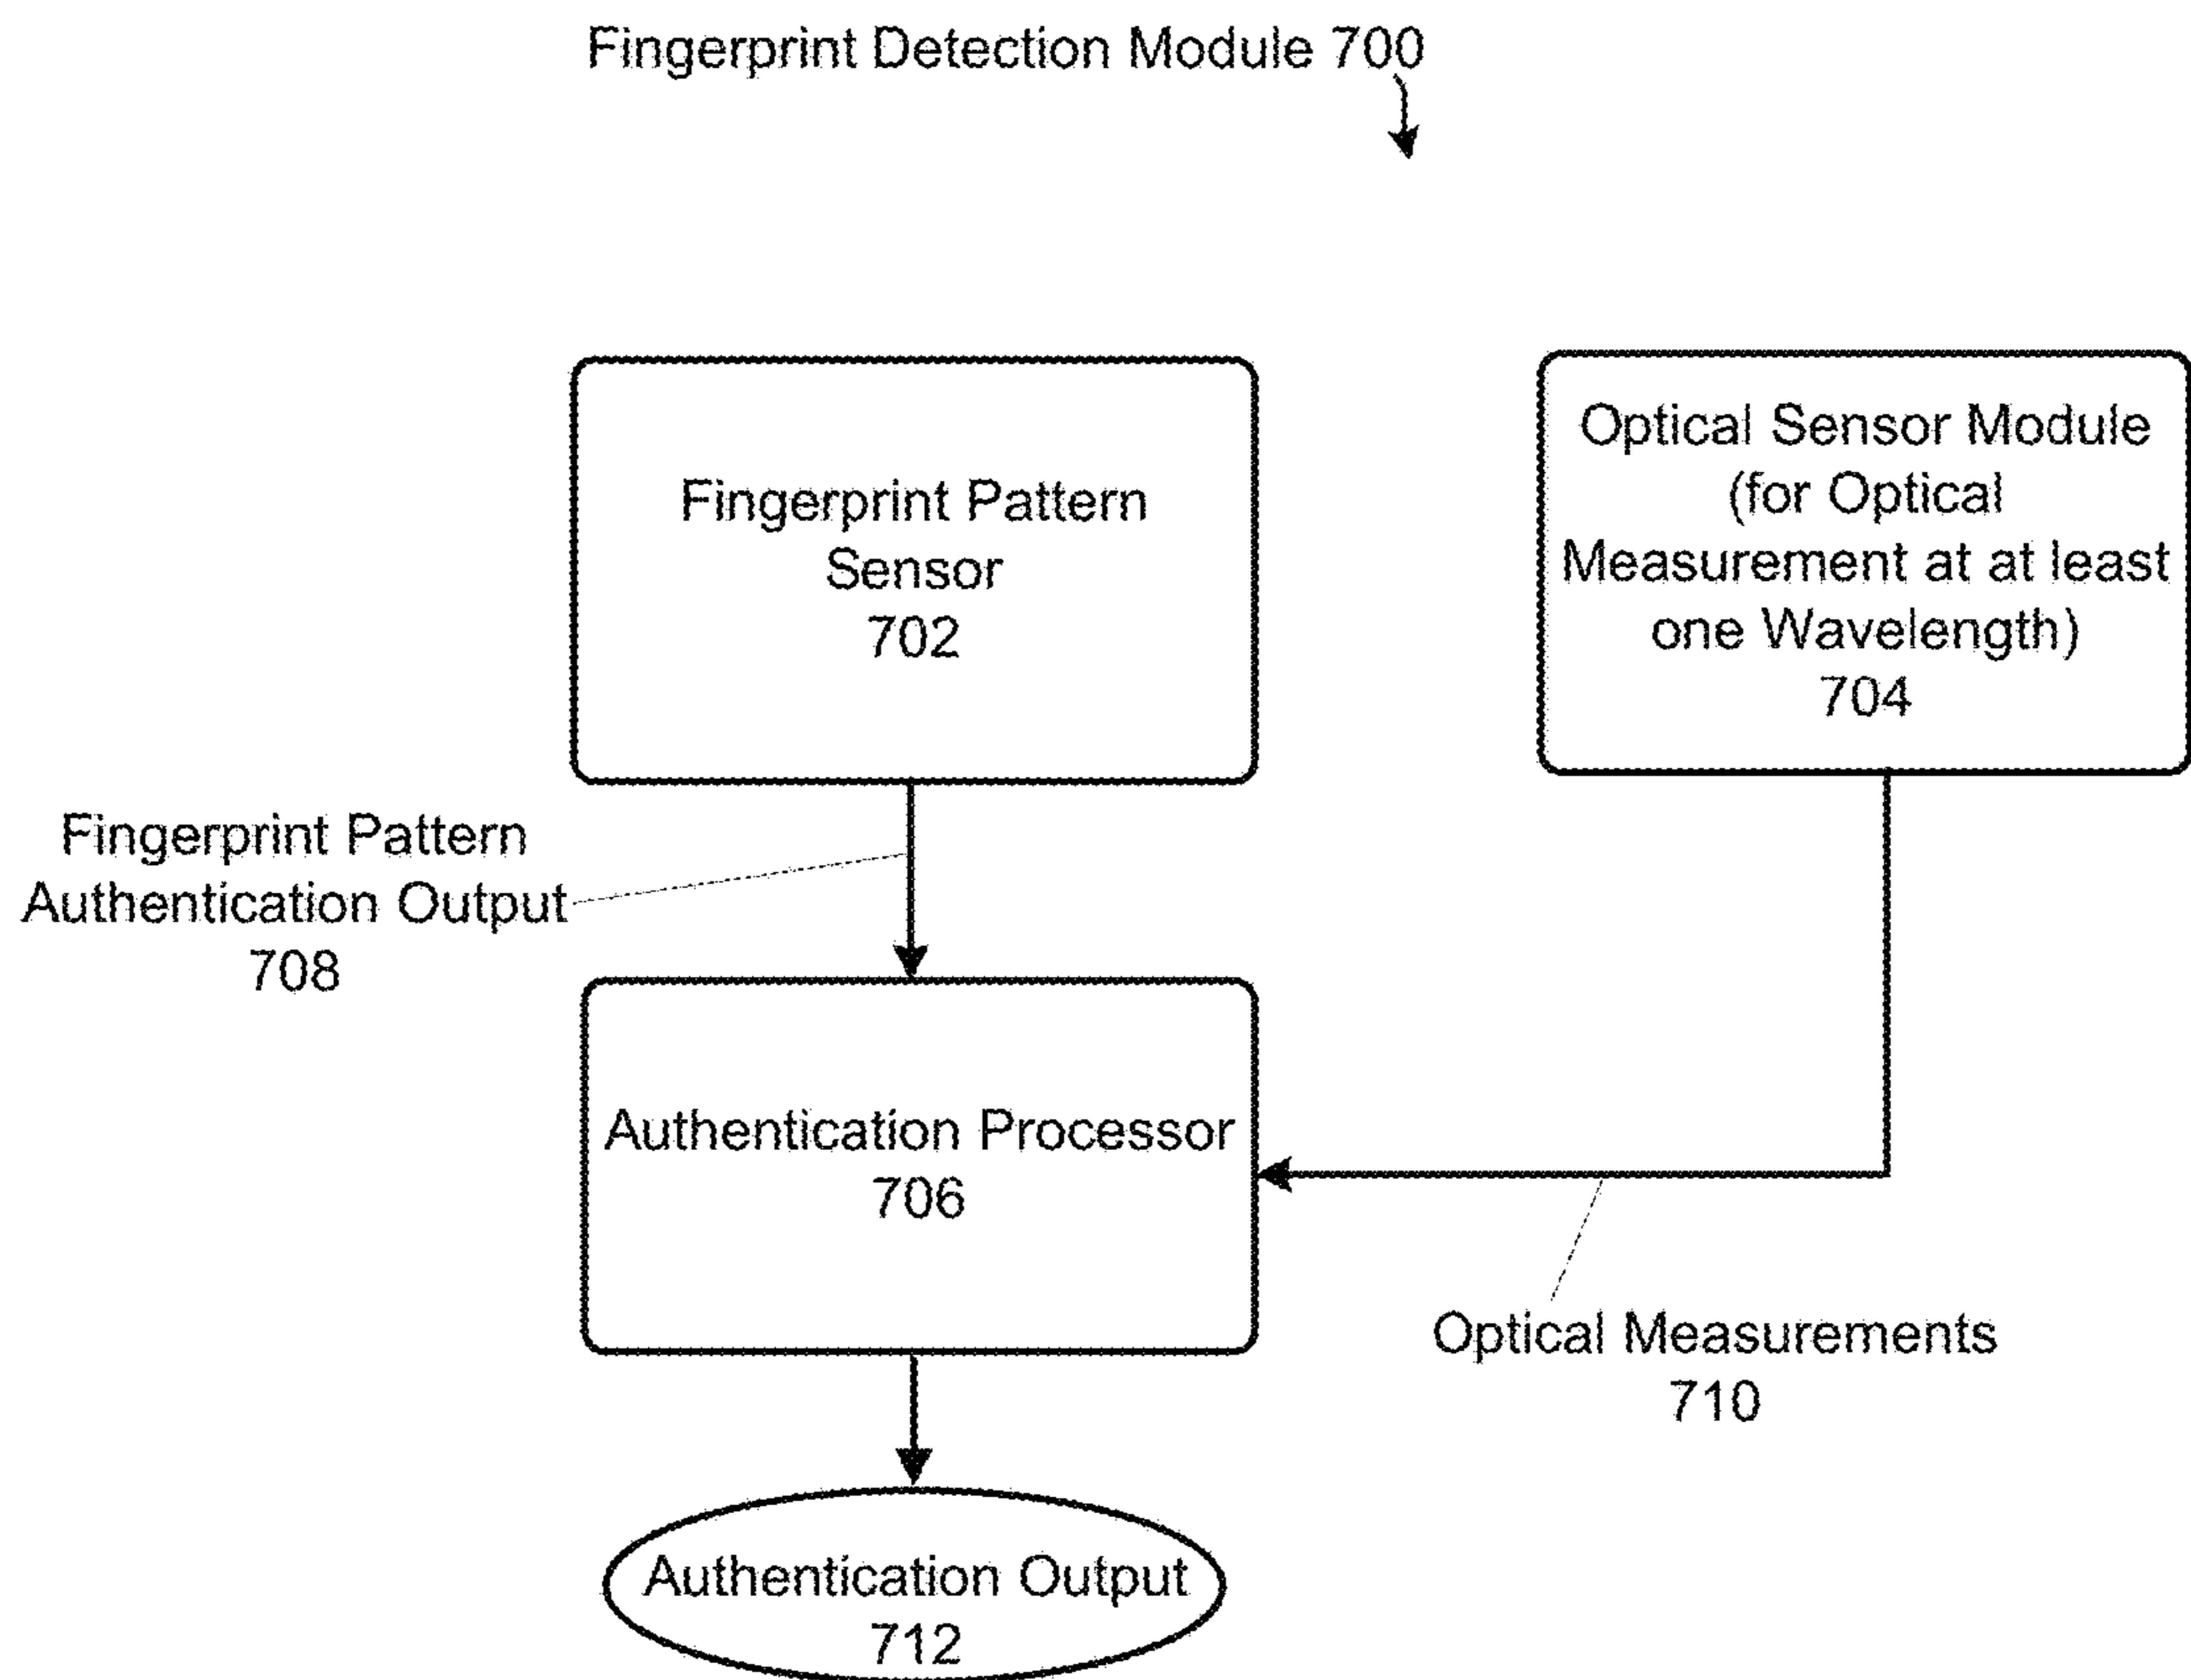 Fingerprint Detection Module 700
Fingerprint Pattern
Sensor
702
Optical Sensor Module
(for Optical
Measurement at at least
one Wavelength)
704
Fingerprint Pattern
Authentication Output
708
Authentication Processor
706
Optical Measurements
710
Authentication Output
712